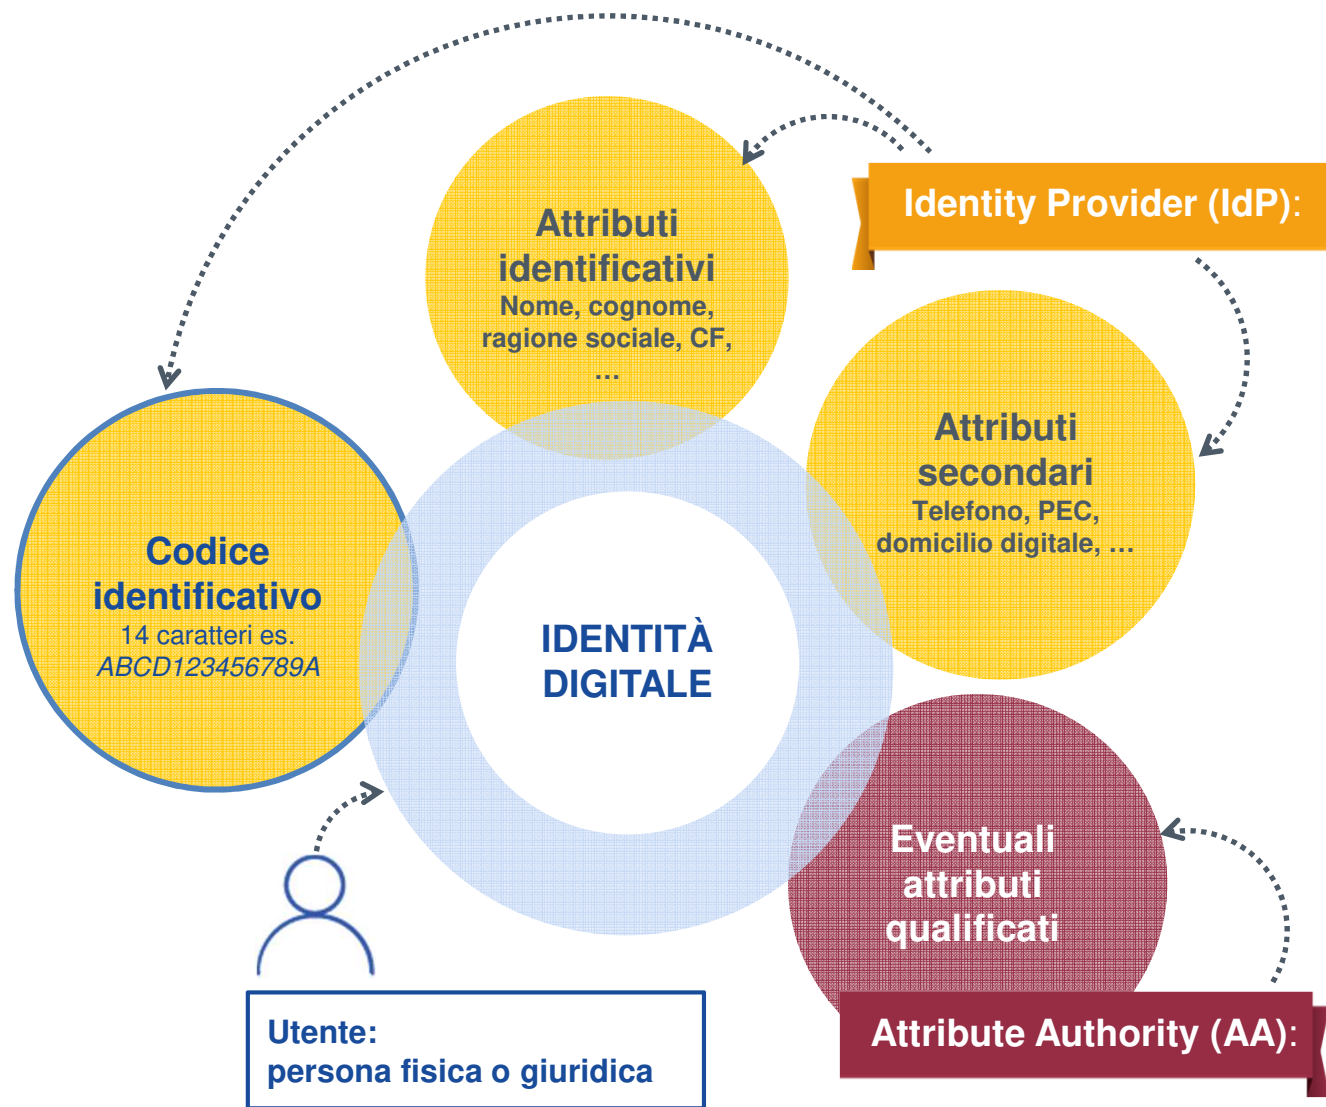 Identity Provider (IdP):
Attributi
identificativi
Nome, cognome,
ragione sociale, CF,
...
Attributi
secondari
Telefono, PEC,
domicilio digitale, ...
Codice
identificativo
14 caratteri es.
ABCD123456789A
IDENTITÀ
DIGITALE
Eventuali
attributi
qualificati
Attribute Authority (AA):
Utente:
persona fisica o giuridica